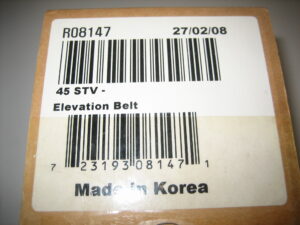 R08147 27/02/08
45 STV -
Elevation Belt
7 23193 08147 1
Made in Korea